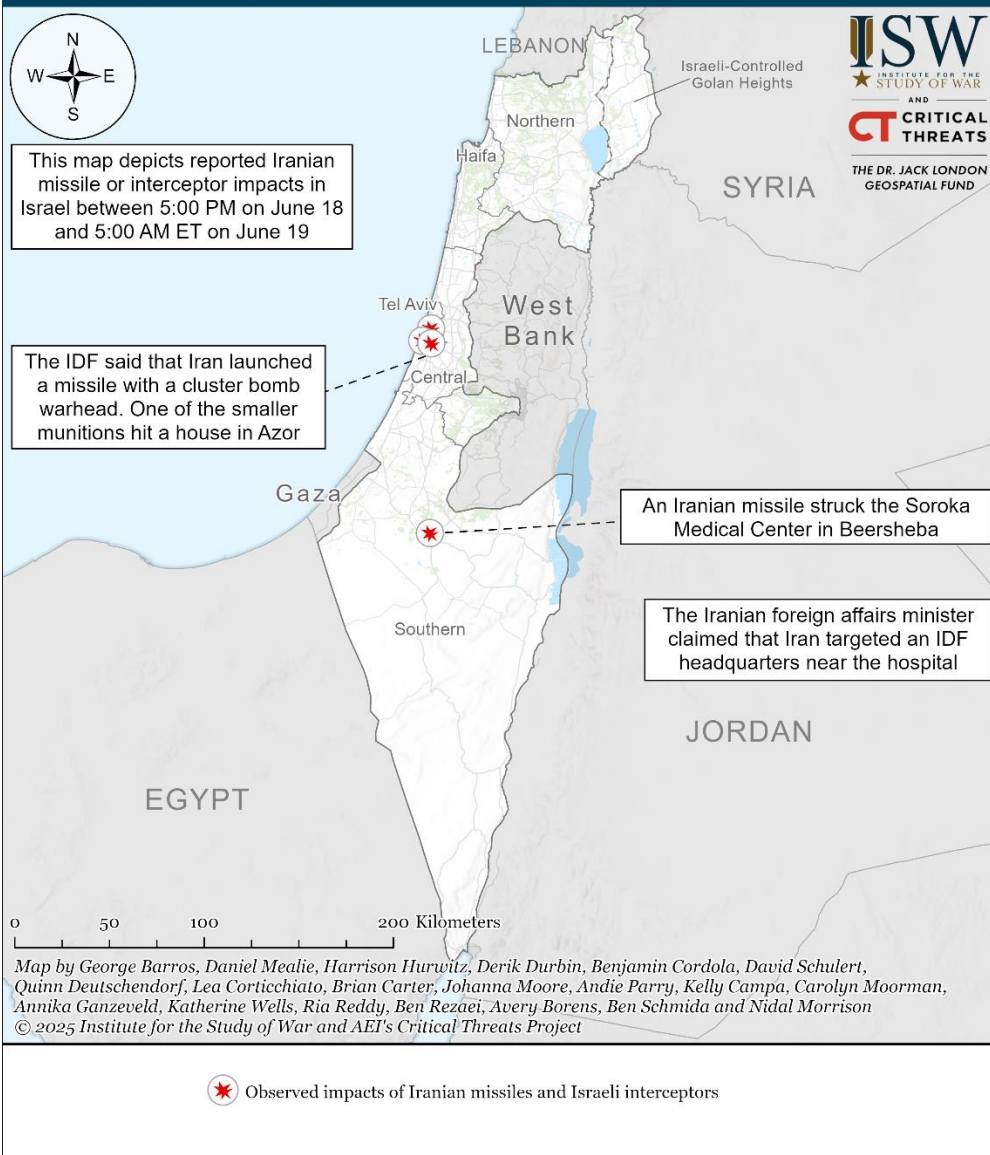 N
W
E
S
ISW
INSTITUTE FOR THE
STUDY OF WAR
AND
CT CRITICAL
THREATS
THE DR. JACK LONDON
GEOSPATIAL FUND
LEBANON
Israeli-Controlled
Golan Heights
Northern
Haifa
SYRIA
This map depicts reported Iranian
missile or interceptor impacts in
Israel between 5:00 PM on June 18
and 5:00 AM ET on June 19
Tel Aviv
West
Bank
The IDF said that Iran launched
a missile with a cluster bomb
warhead. One of the smaller
munitions hit a house in Azor
Central
Gaza
An Iranian missile struck the Soroka
Medical Center in Beersheba
Southern
The Iranian foreign affairs minister
claimed that Iran targeted an IDF
headquarters near the hospital
JORDAN
EGYPT
0 50 100 200 Kilometers
Map by George Barros, Daniel Mealie, Harrison Hurwitz, Derik Durbin, Benjamin Cordola, David Schulert,
Quinn Deutschendorf, Lea Corticchiato, Brian Carter, Johanna Moore, Andie Parry, Kelly Campa, Carolyn Moorman,
Annika Ganzeveld, Katherine Wells, Ria Reddy, Ben Rezaei, Avery Borens, Ben Schmida and Nidal Morrison
© 2025 Institute for the Study of War and AEI's Critical Threats Project
Observed impacts of Iranian missiles and Israeli interceptors